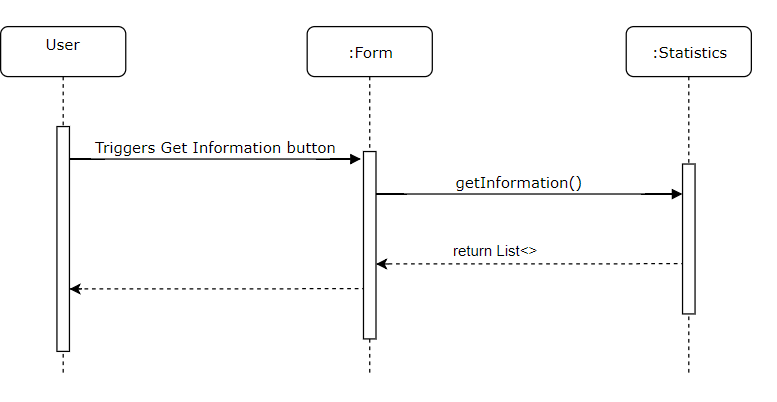 User
:Form
:Statistics
Triggers Get Information button
getInformation()
return List<>